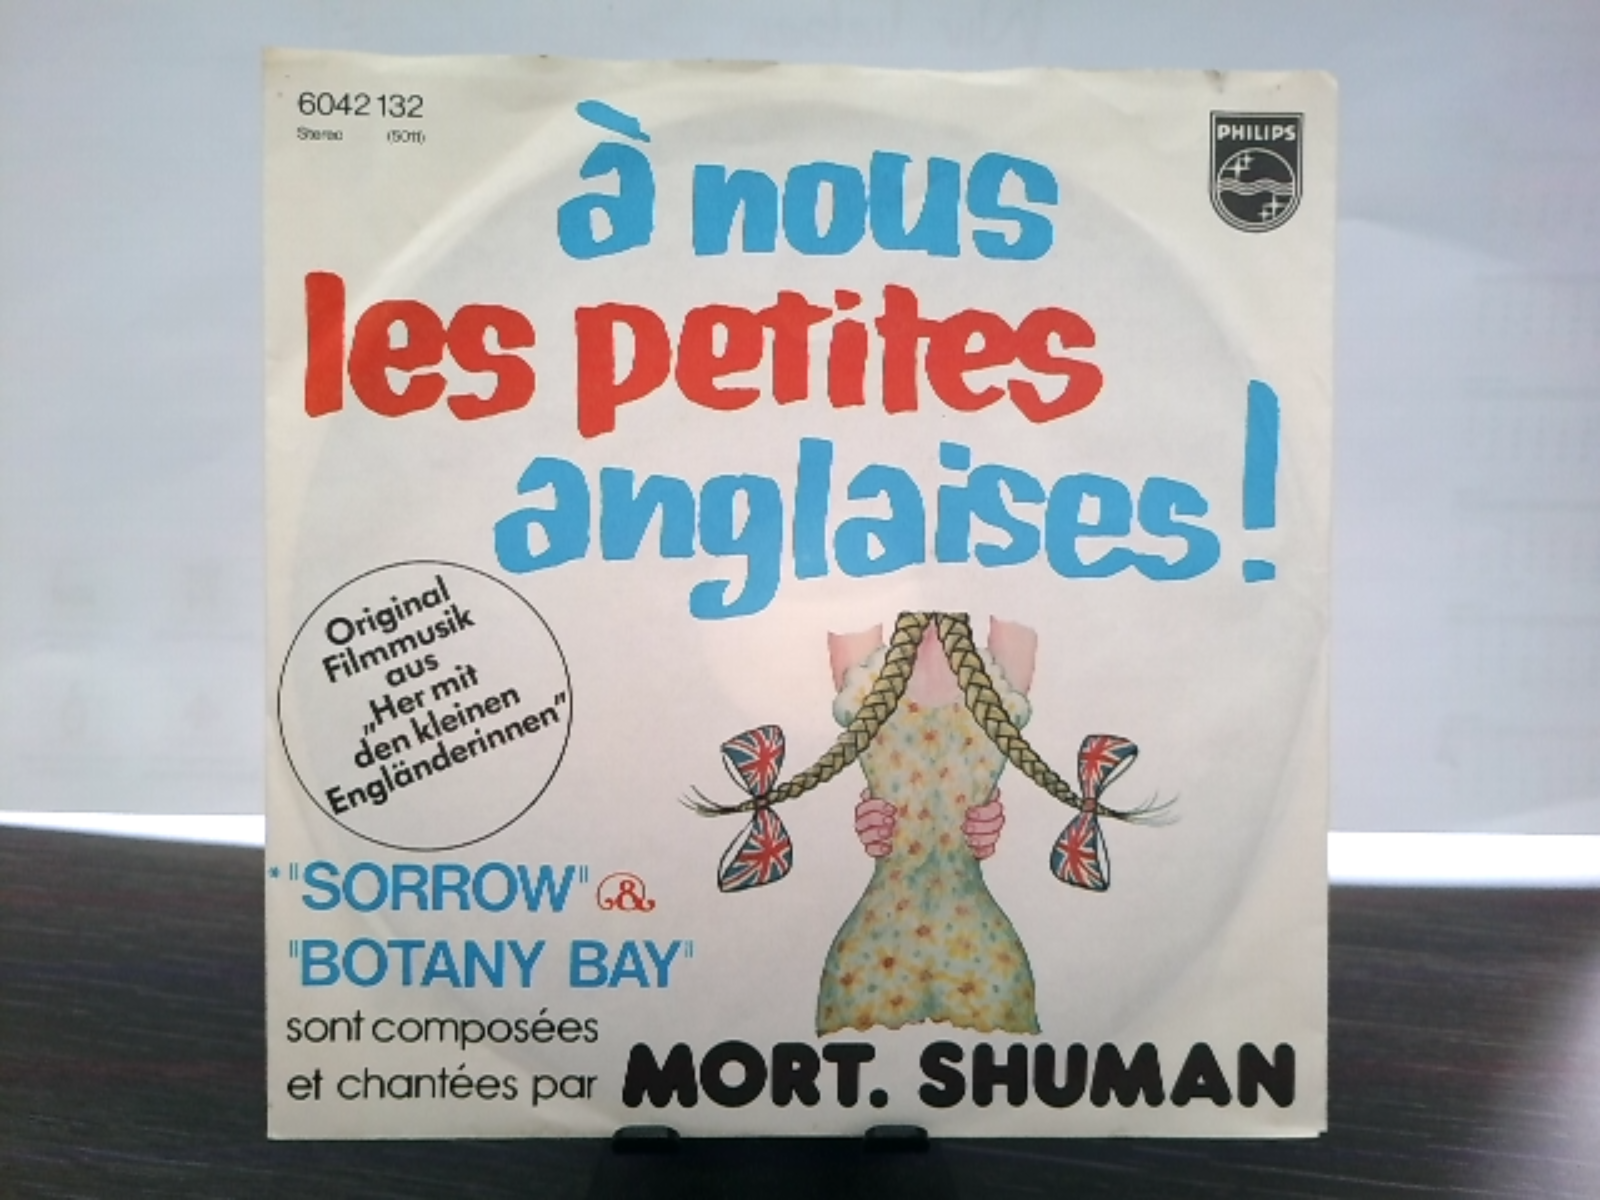 6042 132
Stereo (5011)
PHILIPS
à nous
les petites
anglaises!
Original
Filmmusik
aus
„Her mit
den kleinen
Engländerinnen”
*"SORROW" &
"BOTANY BAY"
sont composées
et chantées par MORT. SHUMAN